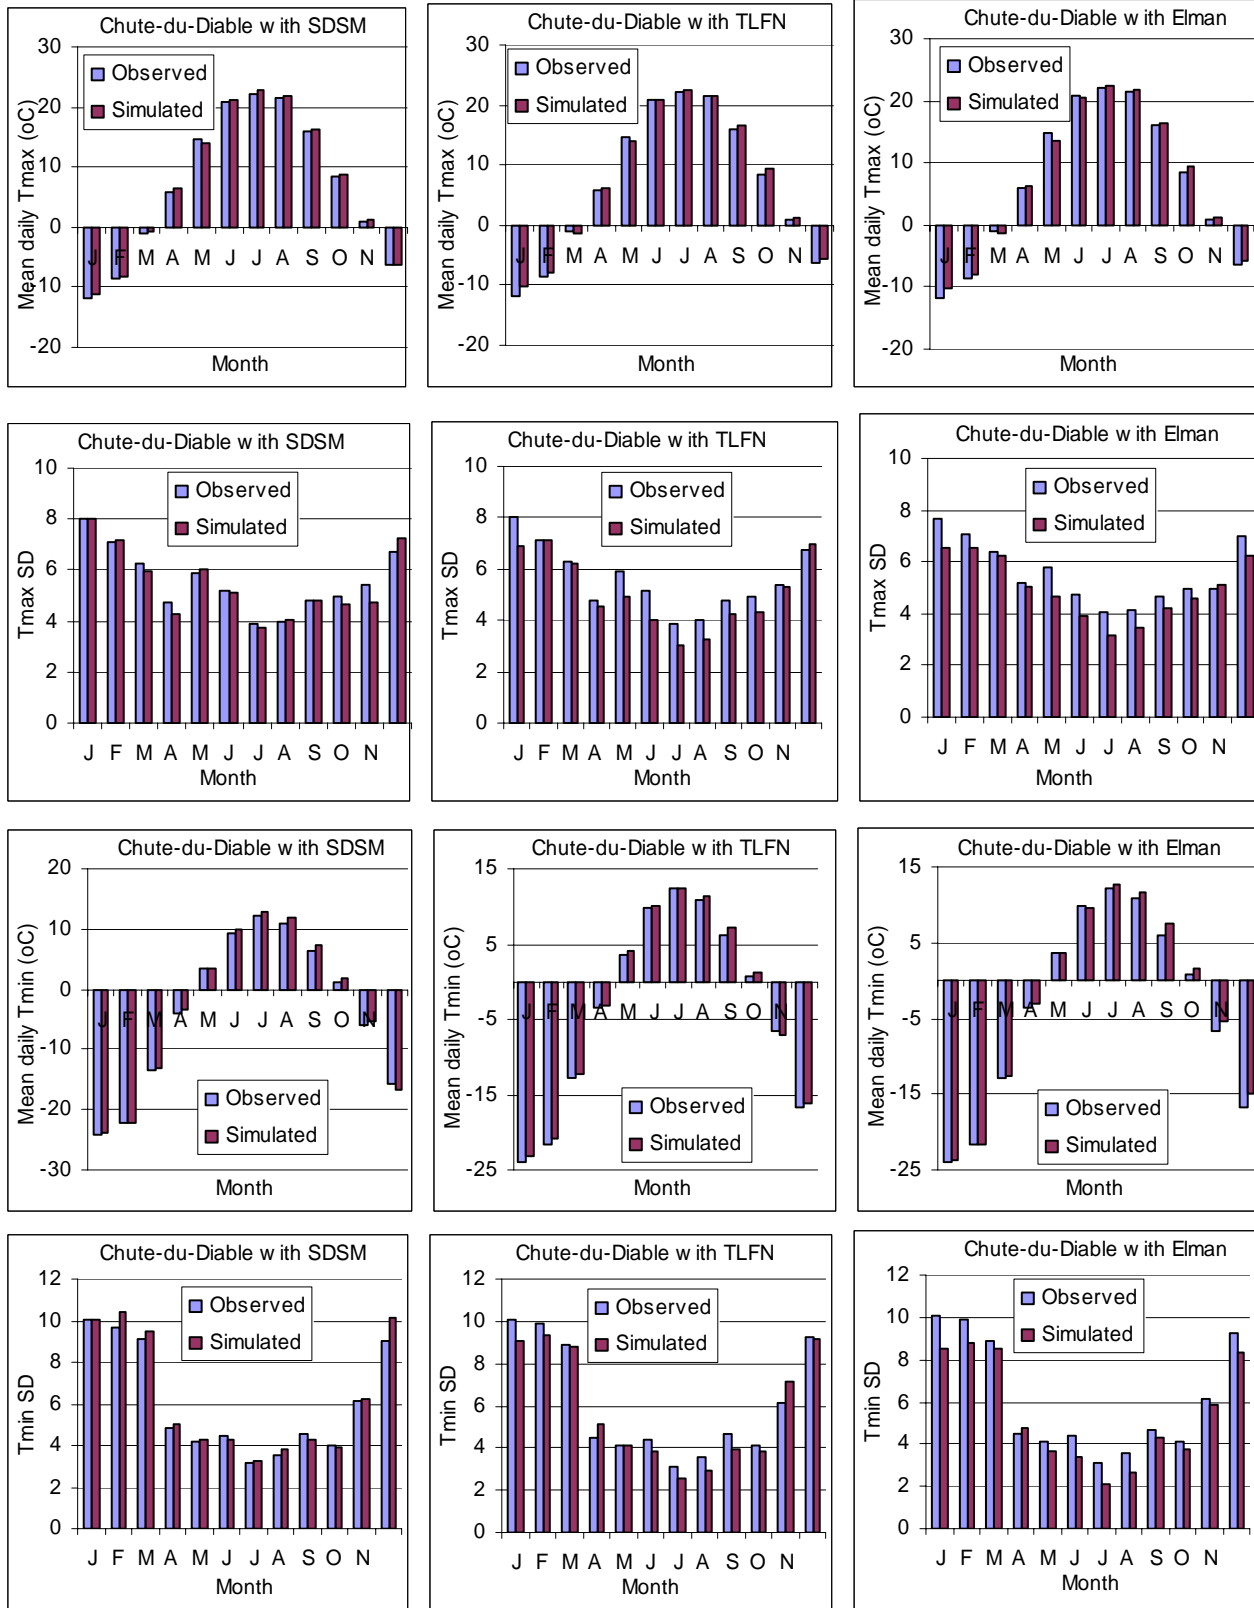 Chute-du-Diable w ith SDSM
30
20
10
0
-10
-20
Mean daily Tmax (oC)
Observed
Simulated
J F M A M J J A S O N
Month
Chute-du-Diable w ith TLFN
30
20
10
0
-10
-20
Mean daily Tmax (oC)
Observed
Simulated
J F M A M J J A S O N
Month
Chute-du-Diable w ith Elman
30
20
10
0
-10
-20
Mean daily Tmax (oC)
Observed
Simulated
J F M A M J J A S O N
Month
Chute-du-Diable w ith SDSM
10
8
6
4
2
0
Tmax SD
Observed
Simulated
J F M A M J J A S O N
Month
Chute-du-Diable w ith TLFN
10
8
6
4
2
0
Tmax SD
Observed
Simulated
J F M A M J J A S O N
Month
Chute-du-Diable w ith Elman
10
8
6
4
2
0
Tmax SD
Observed
Simulated
J F M A M J J A S O N
Month
Chute-du-Diable w ith SDSM
20
10
0
-10
-20
-30
Mean daily Tmin (oC)
J F M A M J J A S O N
Observed
Simulated
Month
Chute-du-Diable w ith TLFN
15
5
-5
-15
-25
Mean daily Tmin (oC)
J F M A M J J A S O N
Observed
Simulated
Month
Chute-du-Diable w ith Elman
15
5
-5
-15
-25
Mean daily Tmin (oC)
J F M A M J J A S O N
Observed
Simulated
Month
Chute-du-Diable w ith SDSM
12
10
8
6
4
2
0
Tmin SD
Observed
Simulated
J F M A M J J A S O N
Month
Chute-du-Diable w ith TLFN
12
10
8
6
4
2
0
Tmin SD
Observed
Simulated
J F M A M J J A S O N
Month
Chute-du-Diable w ith Elman
12
10
8
6
4
2
0
Tmin SD
Observed
Simulated
J F M A M J J A S O N
Month